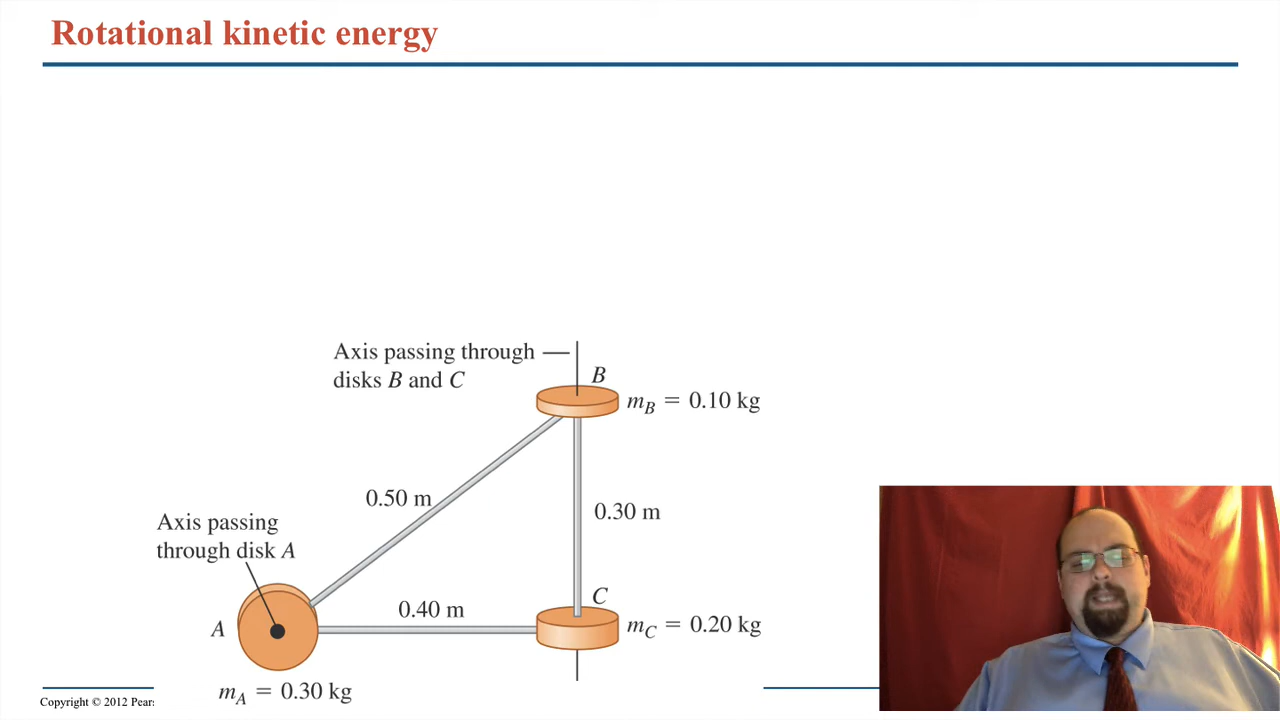 Rotational kinetic energy
Axis passing through
disks B and C
B
m_B = 0.10 kg
0.50 m
0.30 m
Axis passing
through disk A
C
0.40 m
A
m_C = 0.20 kg
m_A = 0.30 kg
Copyright © 2012